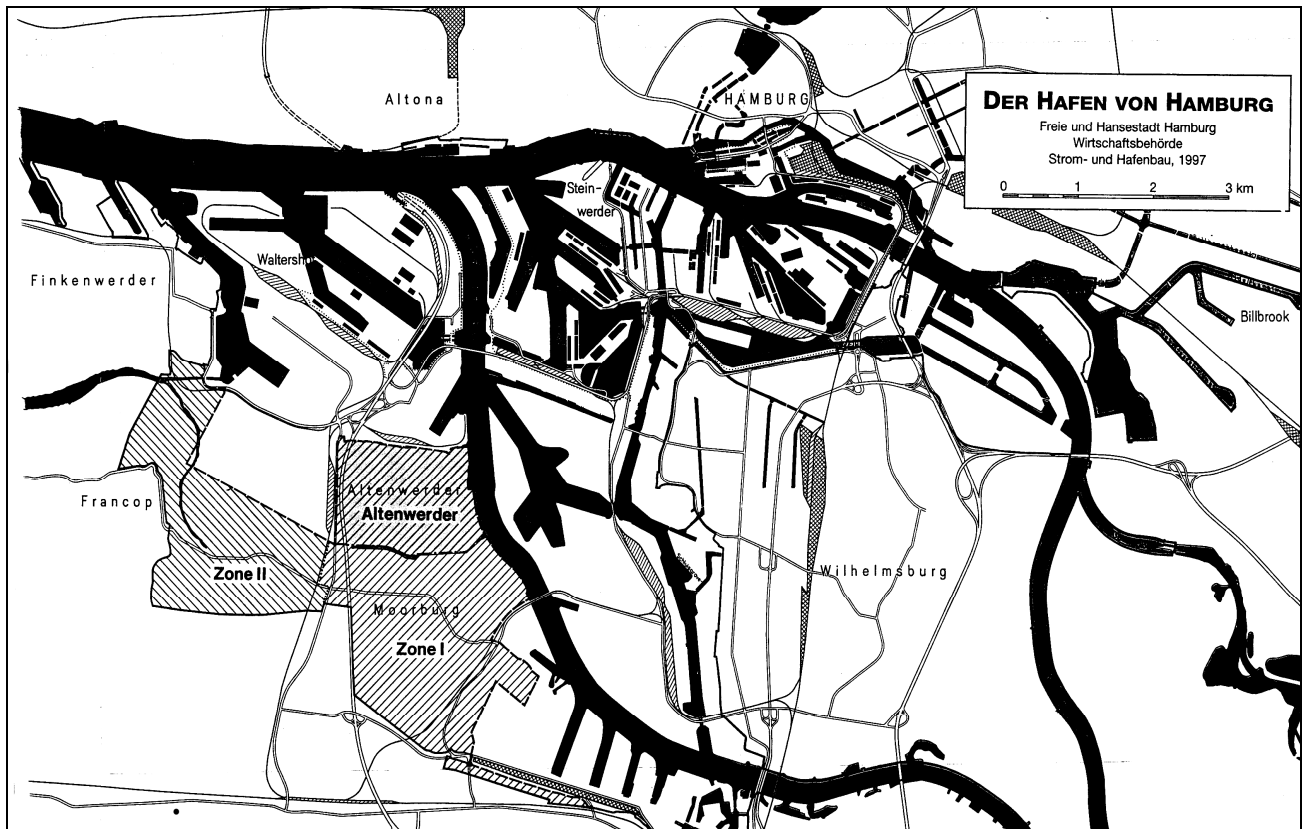 DER HAFEN VON HAMBURG
Freie und Hansestadt Hamburg
Wirtschaftsbehörde
Strom- und Hafenbau, 1997
0 1 2 3 km
Altona
HAMBURG
Stein-
werder
Waltersho
Finkenwerder
Billbrook
Altenwerder
Altenwerder
Francop
Zone II
Wilhelmsburg
Moorburg
Zone I